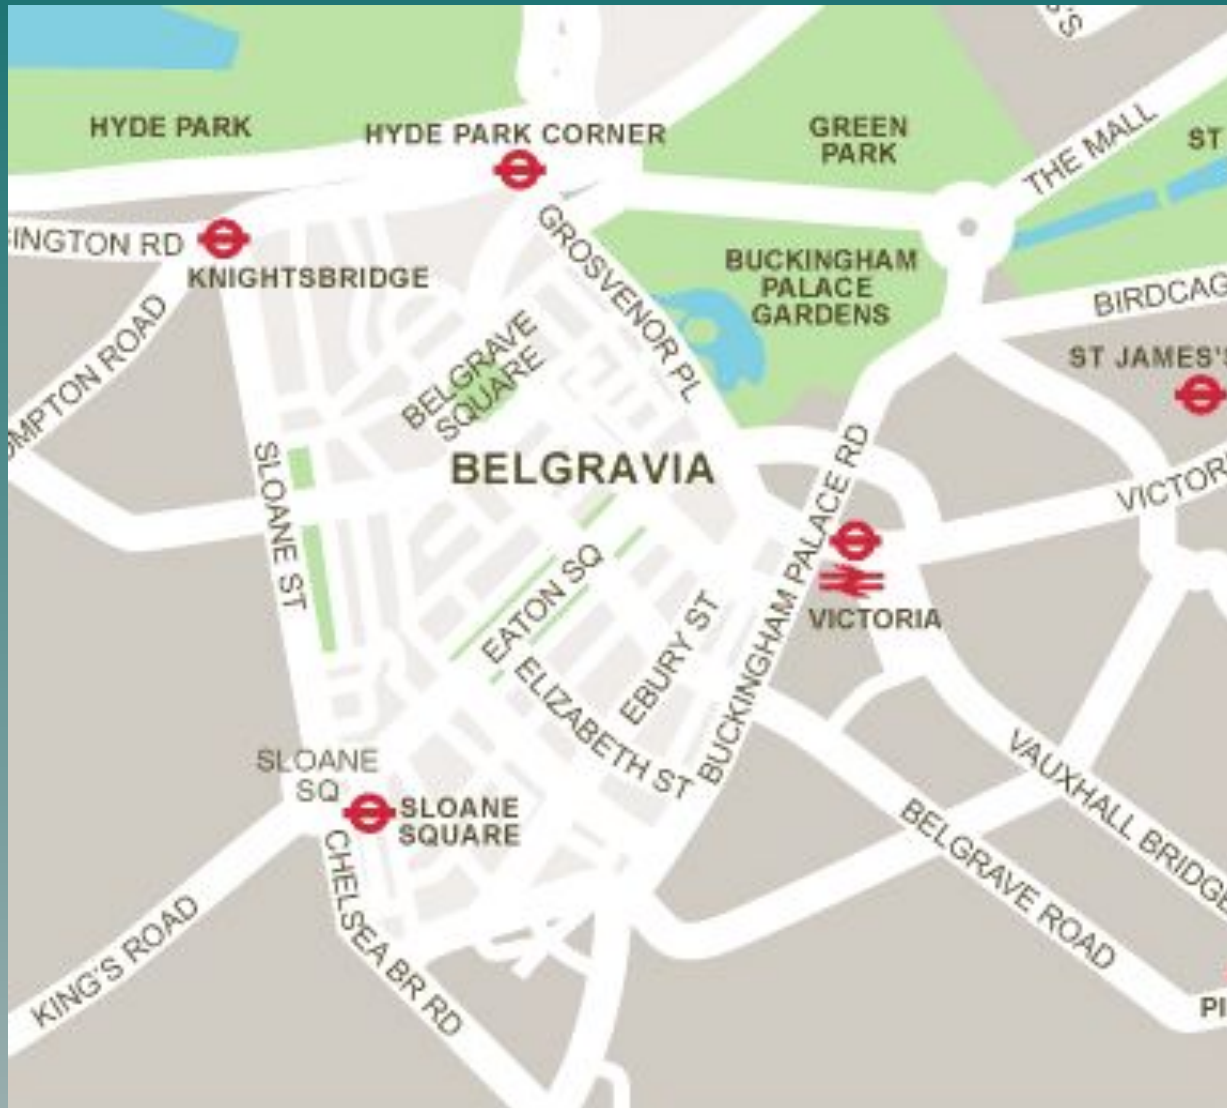 'S
HYDE PARK
HYDE PARK CORNER
GREEN
PARK
THE MALL
ST
INGTON RD
KNIGHTSBRIDGE
GROSVENOR PL
BUCKINGHAM
PALACE
GARDENS
BIRDCAG
OMPTON ROAD
BELGRAVE
SQUARE
ST JAMES'S
SLOANE ST
BELGRAVIA
VICTORI
EATON SQ
EBURY ST
BUCKINGHAM PALACE RD
VICTORIA
ELIZABETH ST
SLOANE
SQ
SLOANE
SQUARE
VAUXHALL BRIDGE
BELGRAVE ROAD
CHELSEA BR RD
KING'S ROAD
PI